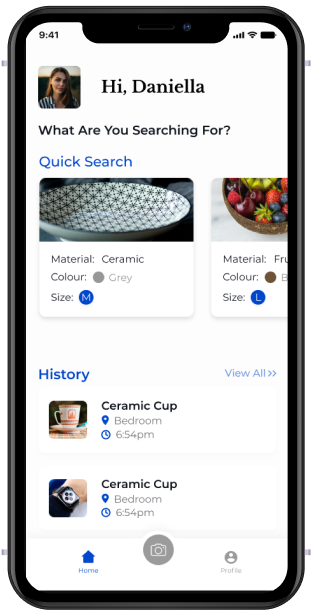 9:41
Hi, Daniella
What Are You Searching For?
Quick Search
Material: Ceramic
Colour: Grey
Size: M
Material: Fru
Colour: B
Size: L
History
View All
Ceramic Cup
Bedroom
6:54pm
Ceramic Cup
Bedroom
6:54pm
Home
Profile